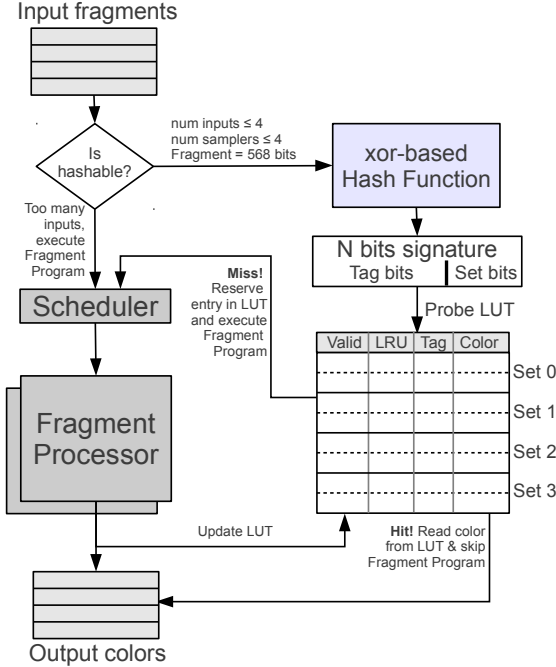 Input fragments
Is
hashable?
num inputs ≤ 4
num samplers ≤ 4
Fragment = 568 bits
xor-based
Hash Function
Too many
inputs,
execute
Fragment
Program
N bits signature
Tag bits
Set bits
Miss!
Reserve
entry in LUT
and execute
Fragment
Program
Probe LUT
Scheduler
Valid LRU Tag Color
Set 0
Set 1
Set 2
Set 3
Fragment
Processor
Update LUT
Hit! Read color
from LUT & skip
Fragment Program
Output colors